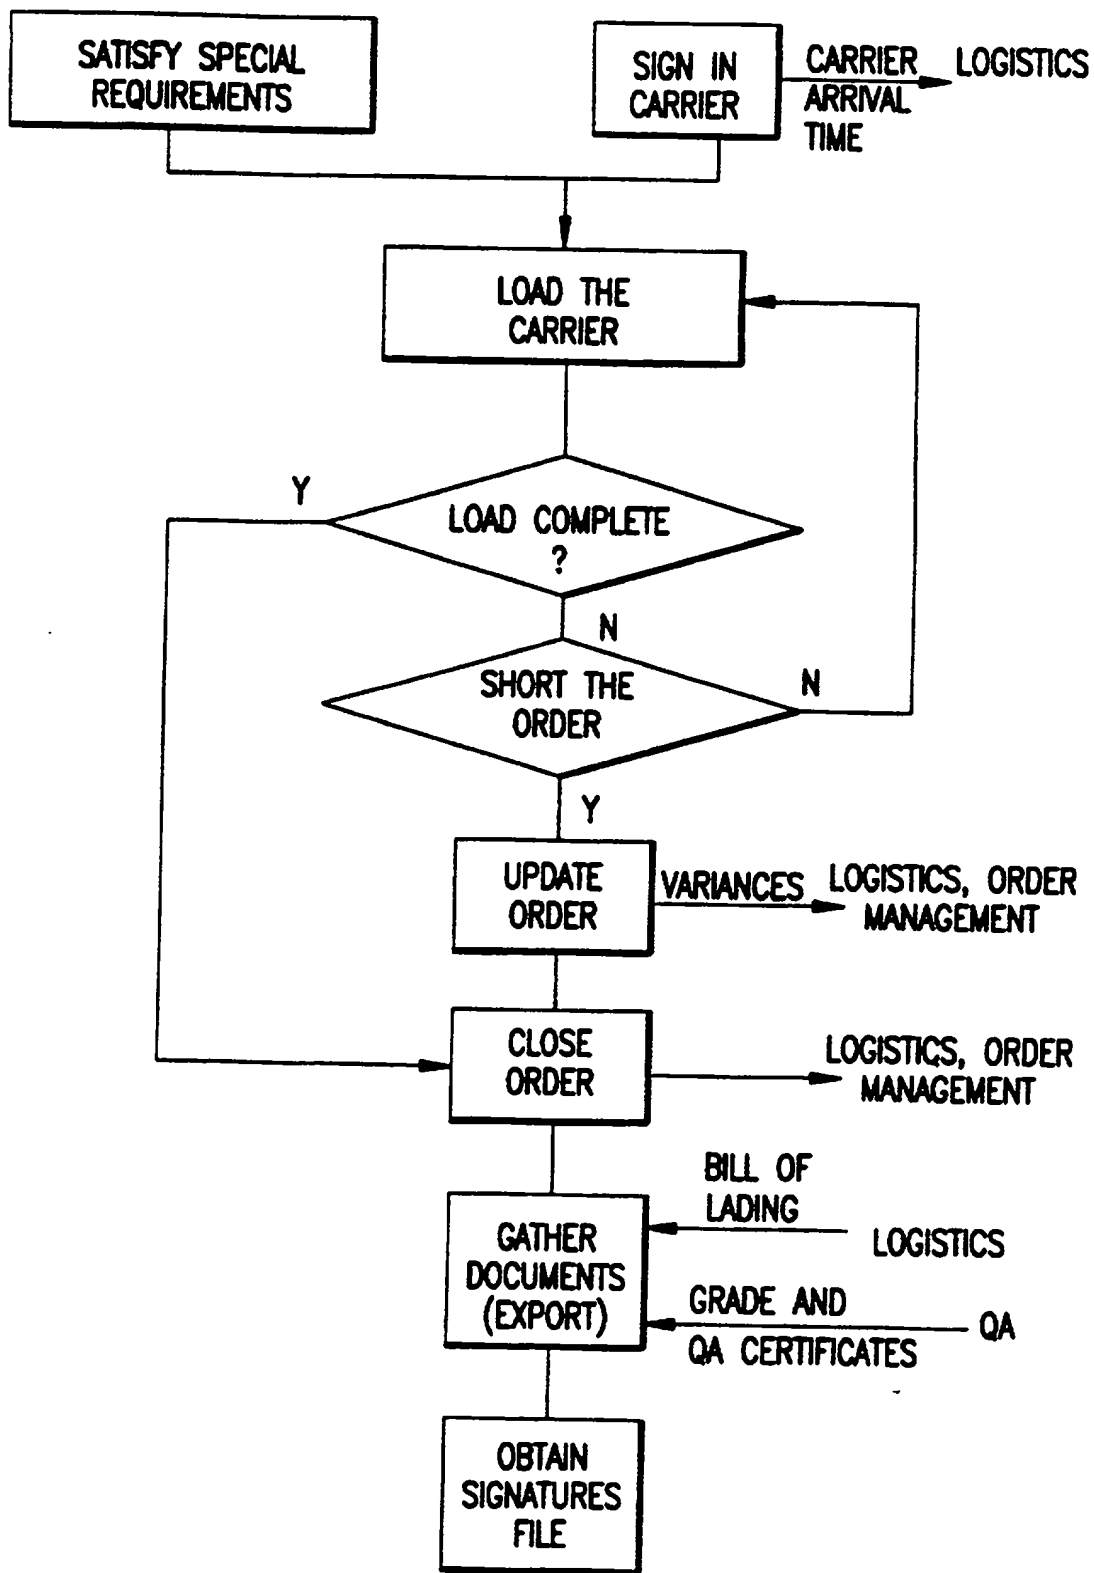 SATISFY SPECIAL
REQUIREMENTS
SIGN IN
CARRIER
CARRIER
ARRIVAL
TIME
LOGISTICS
LOAD THE
CARRIER
Y
LOAD COMPLETE
?
N
SHORT THE
ORDER
N
Y
UPDATE
ORDER
VARIANCES
LOGISTICS, ORDER
MANAGEMENT
CLOSE
ORDER
LOGISTICS, ORDER
MANAGEMENT
BILL OF
LADING
LOGISTICS
GATHER
DOCUMENTS
(EXPORT)
GRADE AND
QA CERTIFICATES
QA
OBTAIN
SIGNATURES
FILE